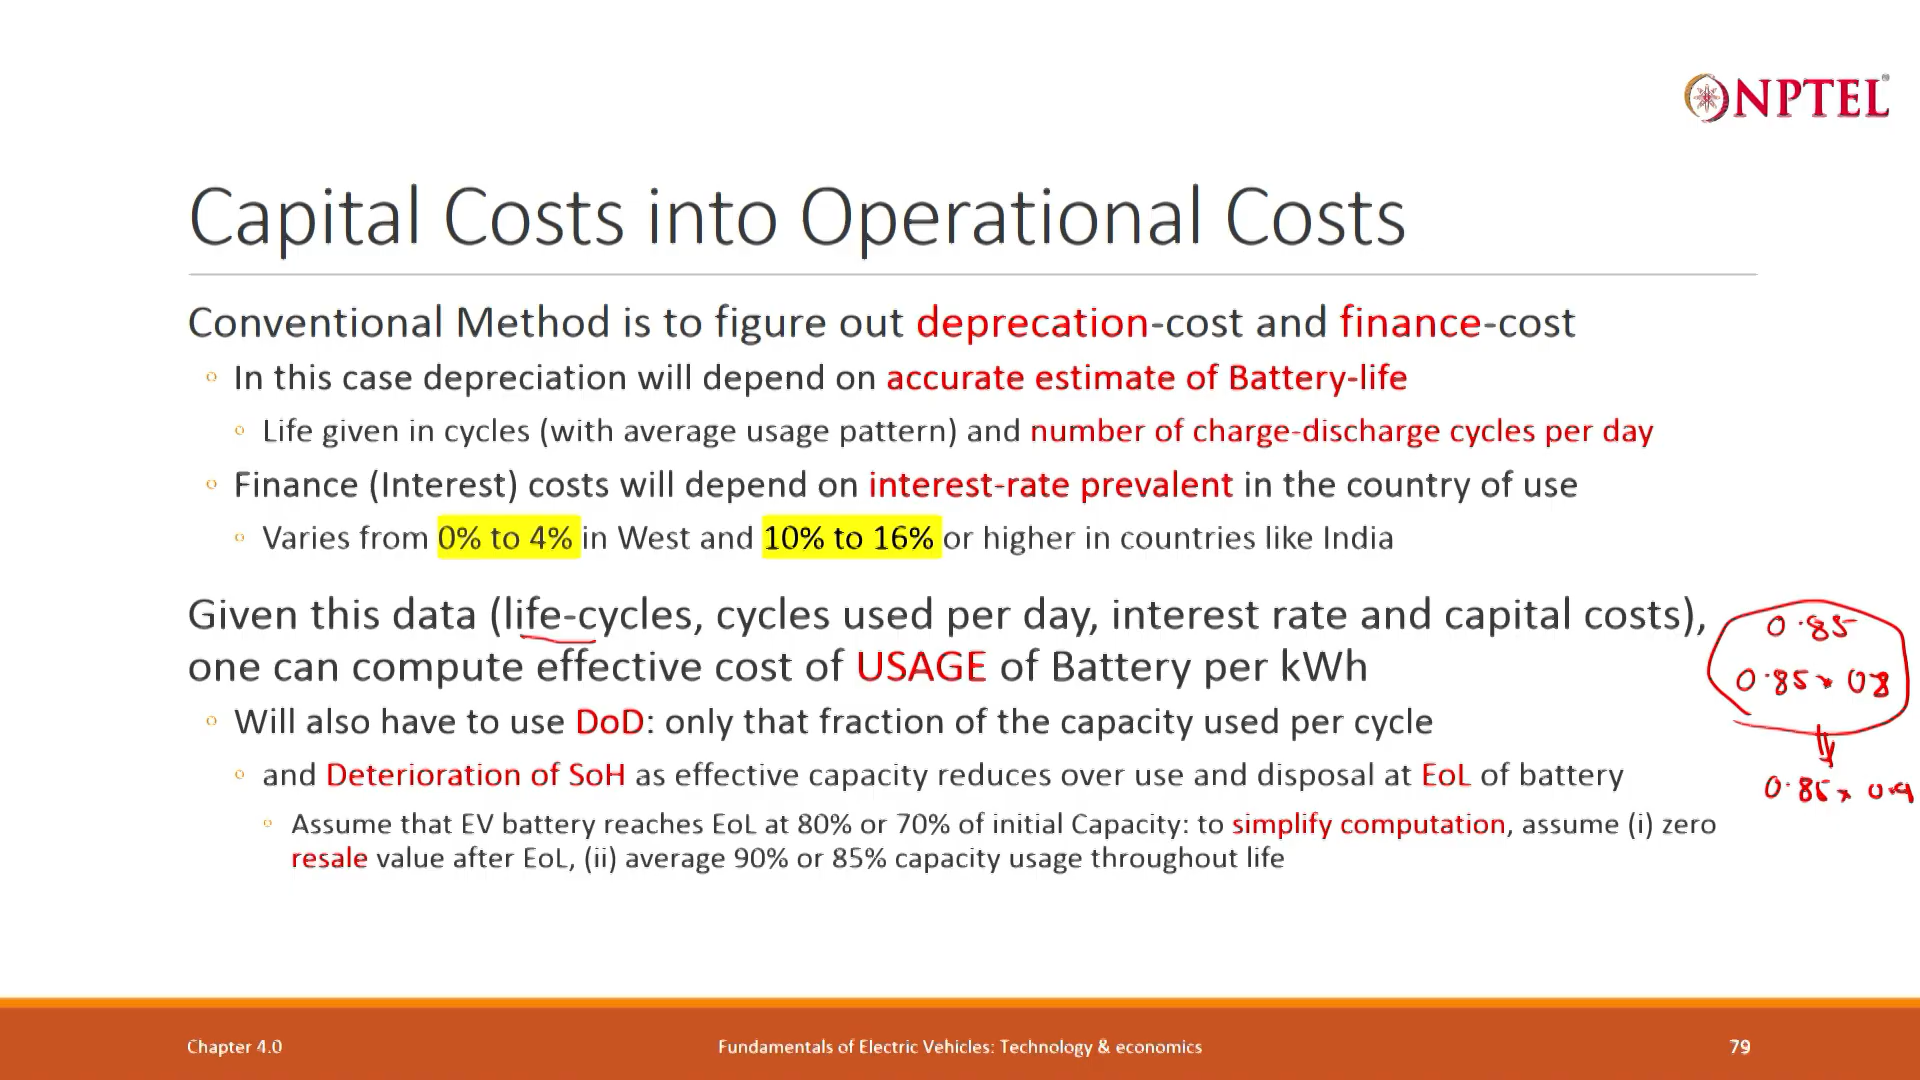 NPTEL
Capital Costs into Operational Costs
Conventional Method is to figure out deprecation-cost and finance-cost
In this case depreciation will depend on accurate estimate of Battery-life
Life given in cycles (with average usage pattern) and number of charge-discharge cycles per day
Finance (Interest) costs will depend on interest-rate prevalent in the country of use
Varies from 0% to 4% in West and 10% to 16% or higher in countries like India
Given this data (life-cycles, cycles used per day, interest rate and capital costs),
one can compute effective cost of USAGE of Battery per kWh
0.85
0.85 x 08
0.85 x 0.9
Will also have to use DoD: only that fraction of the capacity used per cycle
and Deterioration of SoH as effective capacity reduces over use and disposal at EoL of battery
Assume that EV battery reaches EoL at 80% or 70% of initial Capacity: to simplify computation, assume (i) zero
resale value after EoL, (ii) average 90% or 85% capacity usage throughout life
Chapter 4.0
Fundamentals of Electric Vehicles: Technology & economics
79